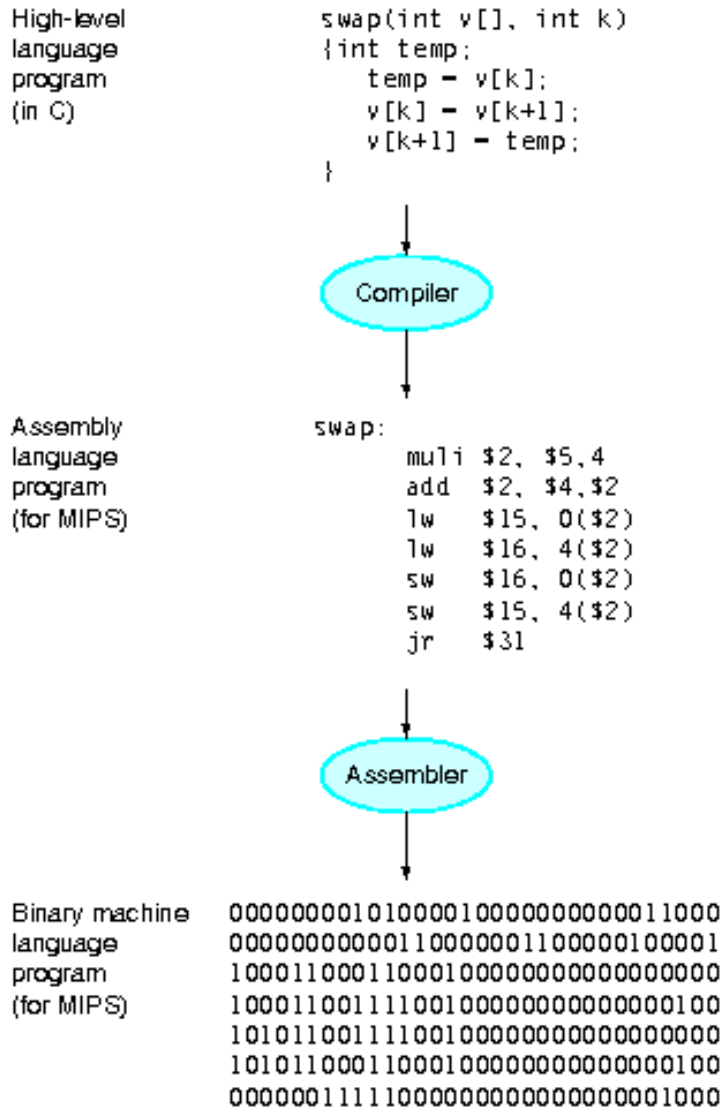 High-level
language
program
(in C)
swap(int v[], int k)
{int temp;
temp = v[k];
v[k] = v[k+1];
v[k+1] = temp;
}
Compiler
Assembly
language
program
(for MIPS)
swap:
muli $2, $5,4
add $2, $4,$2
lw $15, 0($2)
lw $16, 4($2)
sw $16, 0($2)
sw $15, 4($2)
jr $31
Assembler
Binary machine
language
program
(for MIPS)
00000000101000010000000000011000
00000000000110000001100000100001
10001100011000100000000000000000
10001100111100100000000000000100
10101100111100100000000000000000
10101100011000100000000000000100
00000011111000000000000000001000